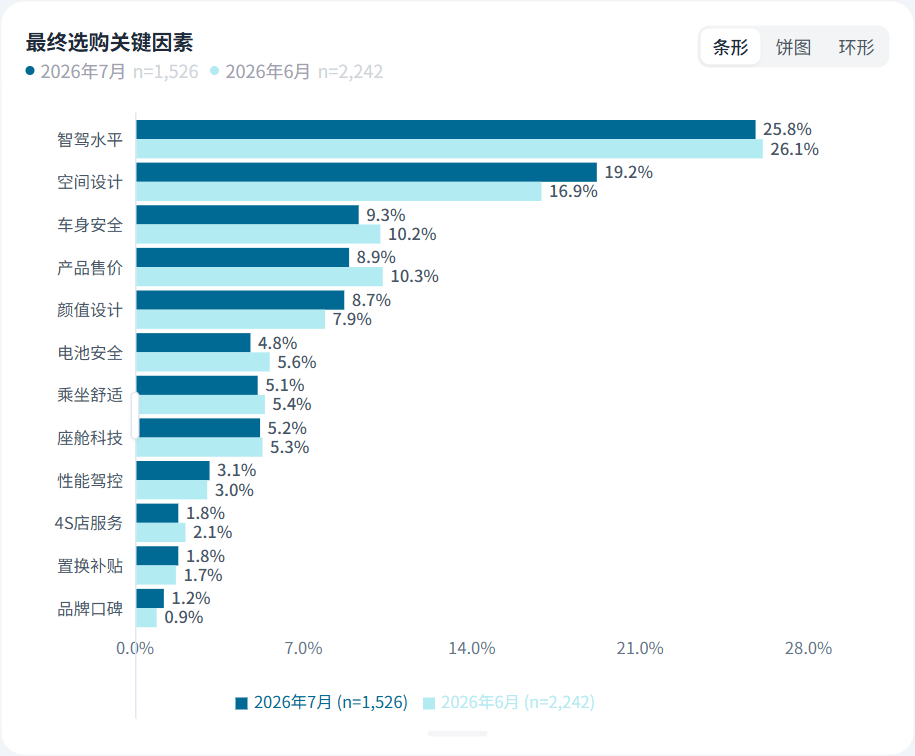 最终选购关键因素
条形 饼图 环形
2026年7月 n=1,526 2026年6月 n=2,242
智驾水平 25.8%
26.1%
空间设计 19.2%
16.9%
车身安全 9.3%
10.2%
产品售价 8.9%
10.3%
颜值设计 8.7%
7.9%
电池安全 4.8%
5.6%
乘坐舒适 5.1%
5.4%
座舱科技 5.2%
5.3%
性能驾控 3.1%
3.0%
4S店服务 1.8%
2.1%
置换补贴 1.8%
1.7%
品牌口碑 1.2%
0.9%
0.0% 7.0% 14.0% 21.0% 28.0%
2026年7月 (n=1,526) 2026年6月 (n=2,242)